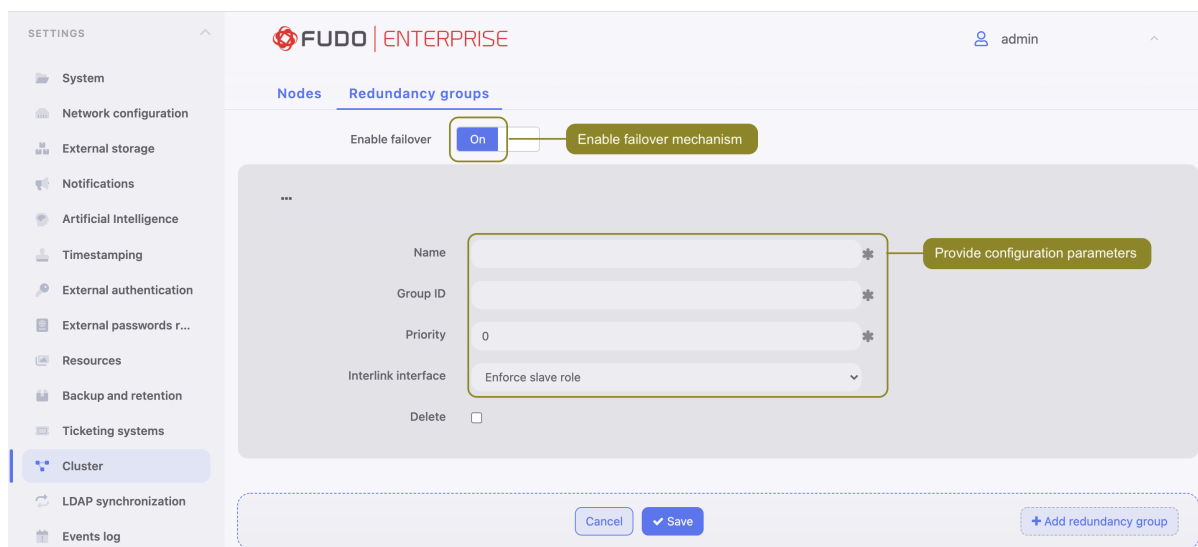 SETTINGS
FUDO ENTERPRISE
admin
System
Network configuration
External storage
Notifications
Artificial Intelligence
Timestamping
External authentication
External passwords r...
Resources
Backup and retention
Ticketing systems
Cluster
LDAP synchronization
Events log
Nodes
Redundancy groups
Enable failover
On
Enable failover mechanism
...
Name
*
Provide configuration parameters
Group ID
*
Priority
0
*
Interlink interface
Enforce slave role
Delete
Cancel
Save
+ Add redundancy group